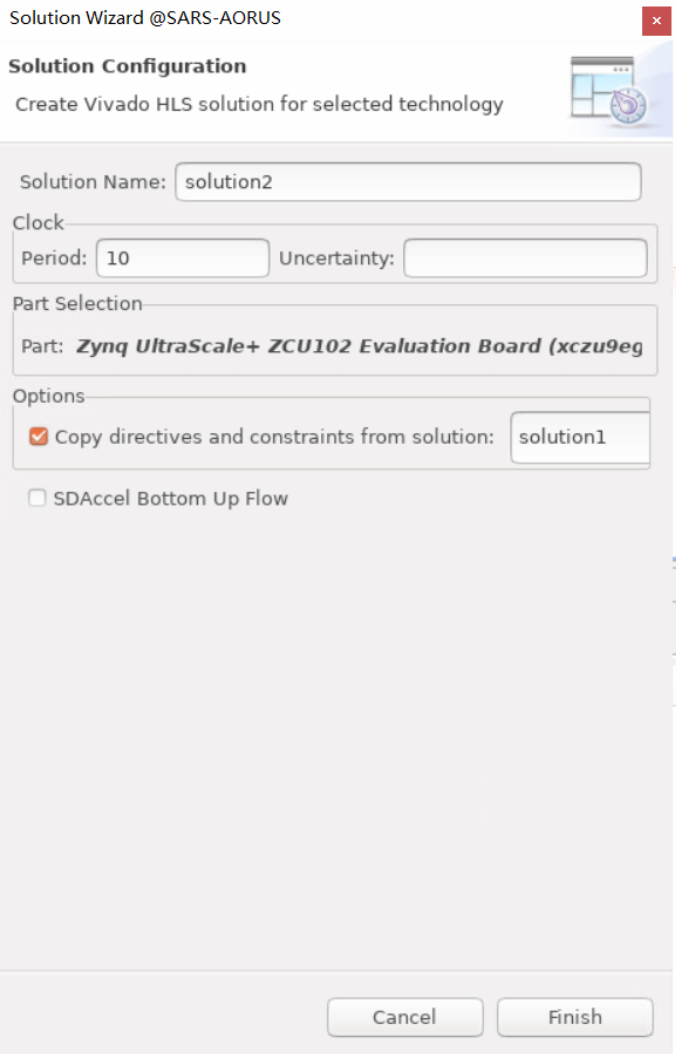 Solution Wizard @SARS-AORUS
Solution Configuration
Create Vivado HLS solution for selected technology
Solution Name: solution2
Clock
Period: 10 Uncertainty:
Part Selection
Part: Zynq UltraScale+ ZCU102 Evaluation Board (xczu9eg
Options
Copy directives and constraints from solution: solution1
SDAccel Bottom Up Flow
Cancel Finish